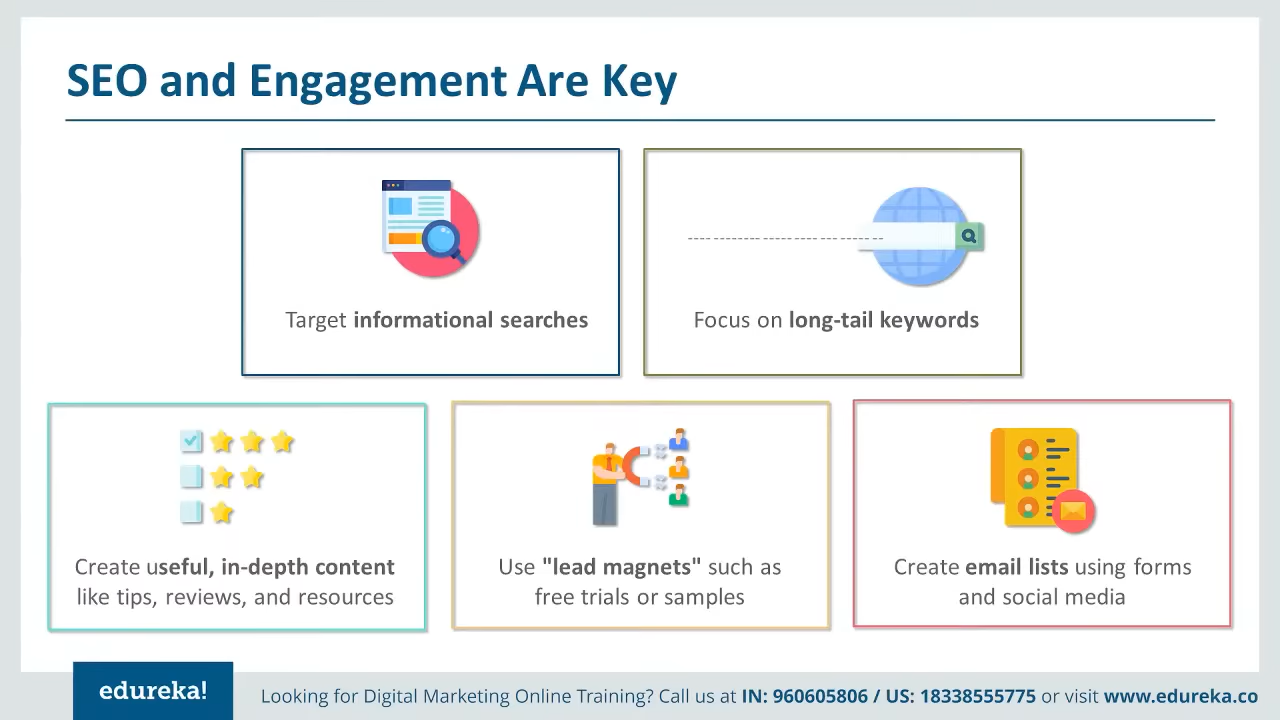 SEO and Engagement Are Key
Target informational searches
Focus on long-tail keywords
Create useful, in-depth content
like tips, reviews, and resources
Use "lead magnets" such as
free trials or samples
Create email lists using forms
and social media
edureka!
Looking for Digital Marketing Online Training? Call us at IN: 960605806 / US: 18338555775 or visit www.edureka.co